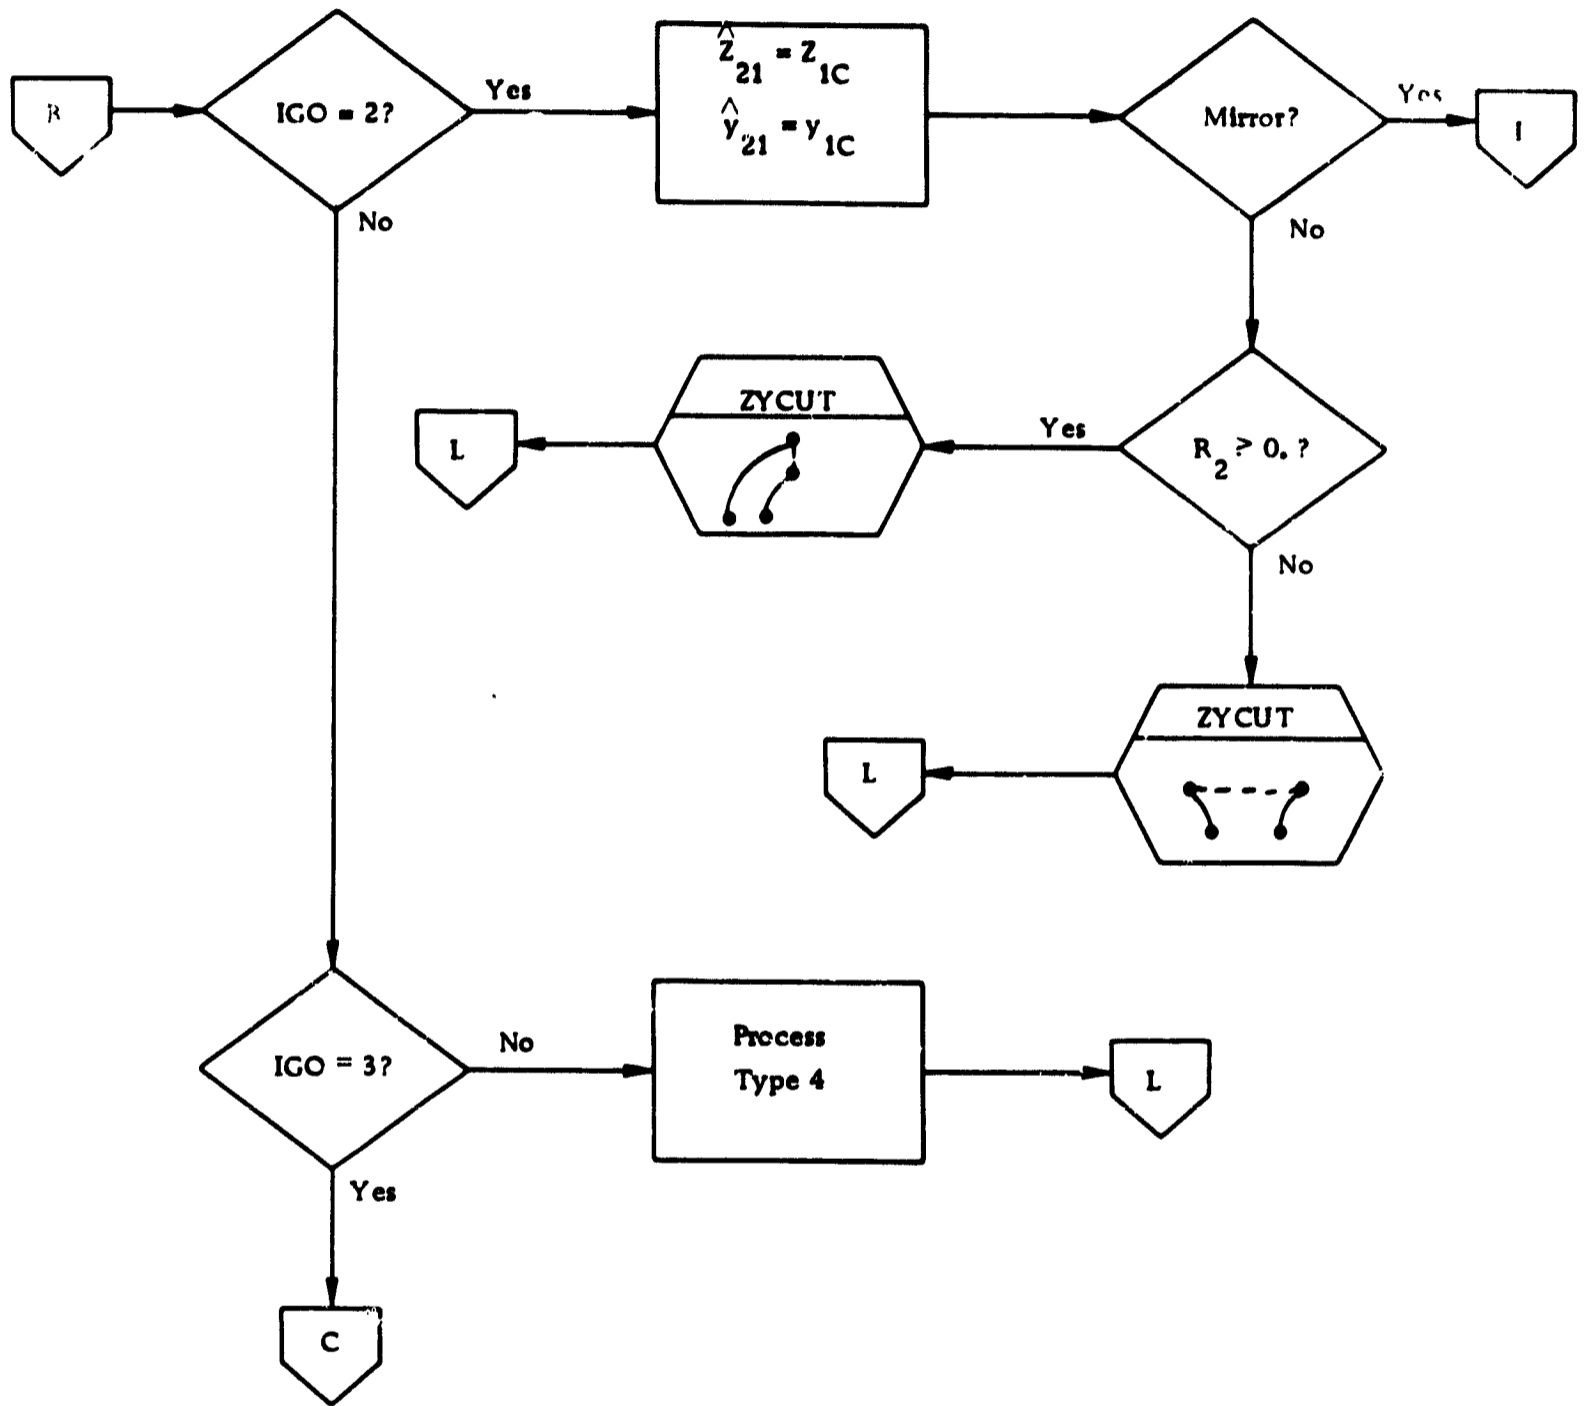 IGO = 2?
Yes
Ẑ21 = Z1C
ŷ21 = y1C
Mirror?
Yes
No
No
ZYCUT
L
Yes
R2 > 0. ?
No
ZYCUT
L
IGO = 3?
No
Process
Type 4
L
Yes
C